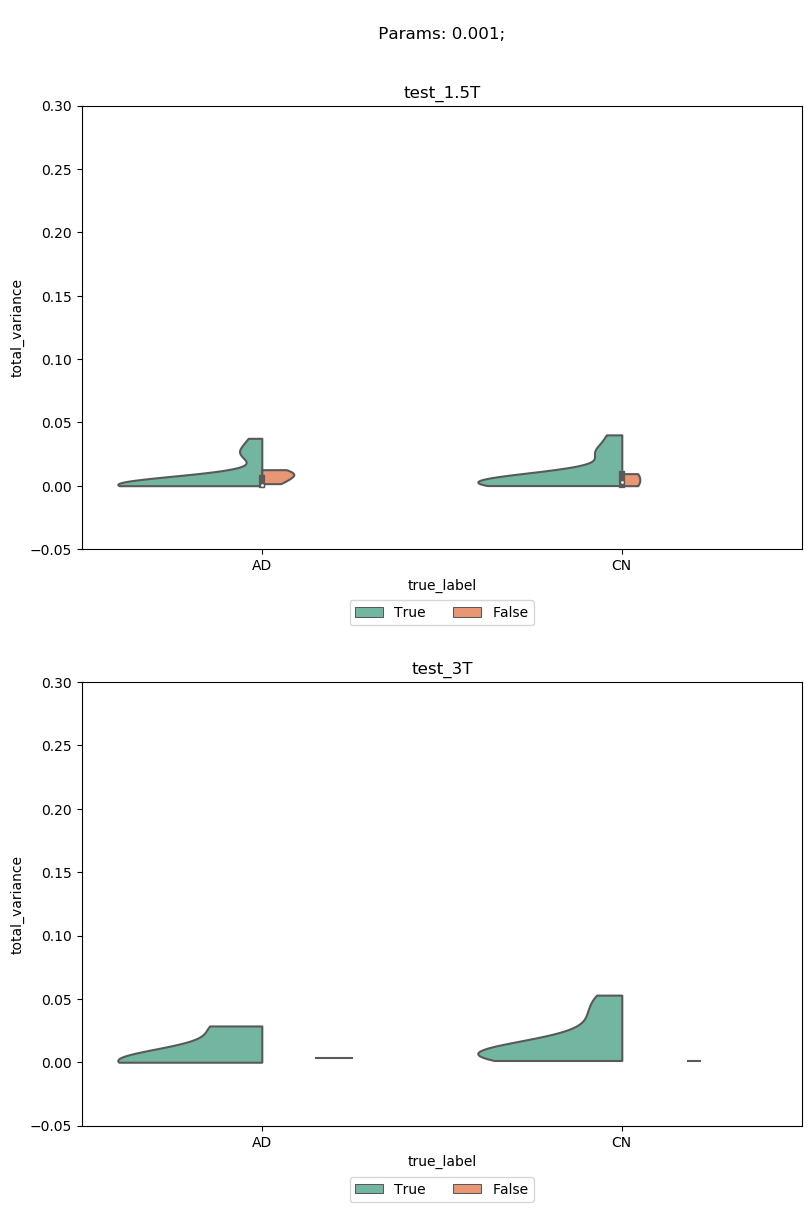 Params: 0.001;
test_1.5T
0.30
0.25
0.20
0.15
0.10
0.05
0.00
−0.05
total_variance
AD CN
true_label
True False
test_3T
0.30
0.25
0.20
0.15
0.10
0.05
0.00
−0.05
total_variance
AD CN
true_label
True False